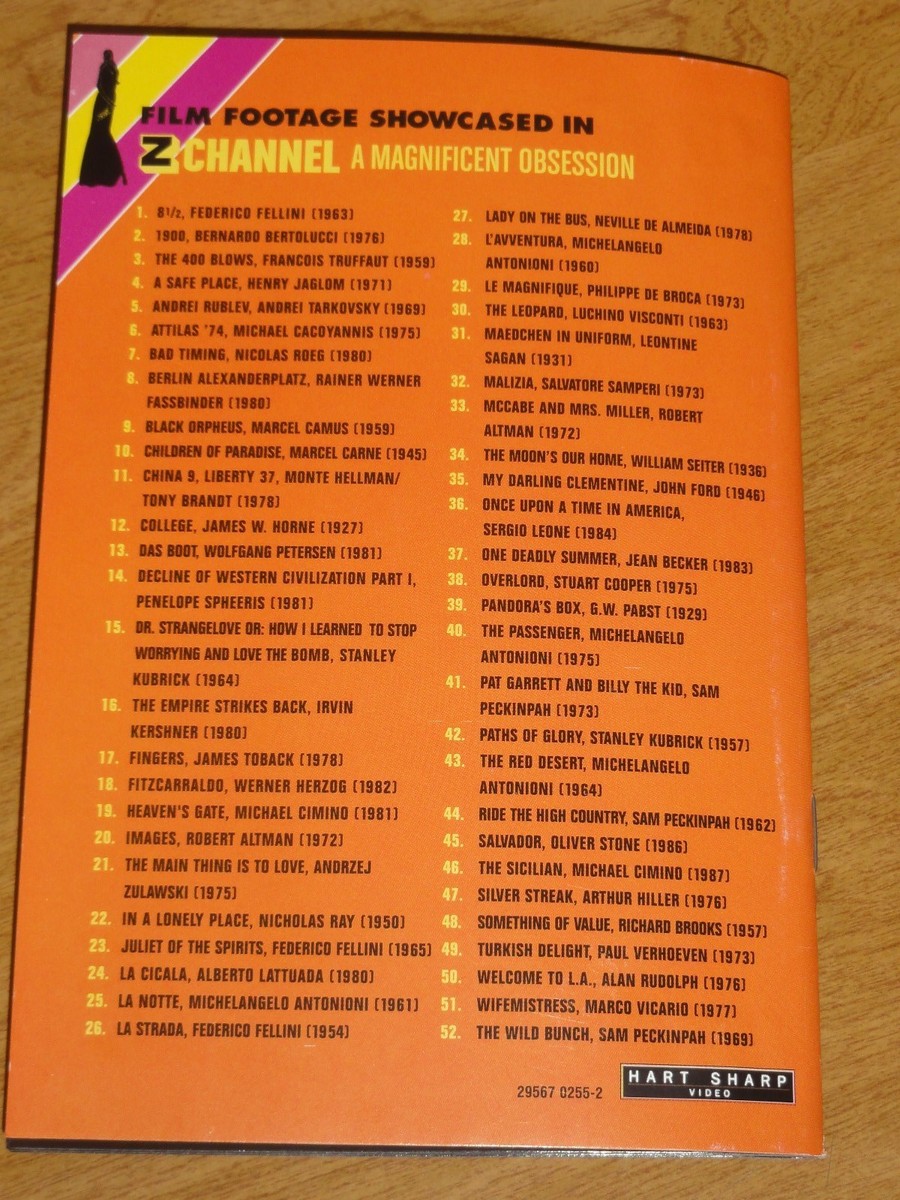 FILM FOOTAGE SHOWCASED IN
Z CHANNEL A MAGNIFICENT OBSESSION
1. 8 1/2, FEDERICO FELLINI (1963)
2. 1900, BERNARDO BERTOLUCCI (1976)
3. THE 400 BLOWS, FRANCOIS TRUFFAUT (1959)
4. A SAFE PLACE, HENRY JAGLOM (1971)
5. ANDREI RUBLEV, ANDREI TARKOVSKY (1969)
6. ATTILAS '74, MICHAEL CACOYANNIS (1975)
7. BAD TIMING, NICOLAS ROEG (1980)
8. BERLIN ALEXANDERPLATZ, RAINER WERNER
FASSBINDER (1980)
9. BLACK ORPHEUS, MARCEL CAMUS (1959)
10. CHILDREN OF PARADISE, MARCEL CARNE (1945)
11. CHINA 9, LIBERTY 37, MONTE HELLMAN/
TONY BRANDT (1978)
12. COLLEGE, JAMES W. HORNE (1927)
13. DAS BOOT, WOLFGANG PETERSEN (1981)
14. DECLINE OF WESTERN CIVILIZATION PART I,
PENELOPE SPHEERIS (1981)
15. DR. STRANGELOVE OR: HOW I LEARNED TO STOP
WORRYING AND LOVE THE BOMB, STANLEY
KUBRICK (1964)
16. THE EMPIRE STRIKES BACK, IRVIN
KERSHNER (1980)
17. FINGERS, JAMES TOBACK (1978)
18. FITZCARRALDO, WERNER HERZOG (1982)
19. HEAVEN'S GATE, MICHAEL CIMINO (1981)
20. IMAGES, ROBERT ALTMAN (1972)
21. THE MAIN THING IS TO LOVE, ANDRZEJ
ZULAWSKI (1975)
22. IN A LONELY PLACE, NICHOLAS RAY (1950)
23. JULIET OF THE SPIRITS, FEDERICO FELLINI (1965)
24. LA CICALA, ALBERTO LATTUADA (1980)
25. LA NOTTE, MICHELANGELO ANTONIONI (1961)
26. LA STRADA, FEDERICO FELLINI (1954)
27. LADY ON THE BUS, NEVILLE DE ALMEIDA (1978)
28. L'AVVENTURA, MICHELANGELO
ANTONIONI (1960)
29. LE MAGNIFIQUE, PHILIPPE DE BROCA (1973)
30. THE LEOPARD, LUCHINO VISCONTI (1963)
31. MAEDCHEN IN UNIFORM, LEONTINE
SAGAN (1931)
32. MALIZIA, SALVATORE SAMPERI (1973)
33. MCCABE AND MRS. MILLER, ROBERT
ALTMAN (1972)
34. THE MOON'S OUR HOME, WILLIAM SEITER (1936)
35. MY DARLING CLEMENTINE, JOHN FORD (1946)
36. ONCE UPON A TIME IN AMERICA,
SERGIO LEONE (1984)
37. ONE DEADLY SUMMER, JEAN BECKER (1983)
38. OVERLORD, STUART COOPER (1975)
39. PANDORA'S BOX, G.W. PABST (1929)
40. THE PASSENGER, MICHELANGELO
ANTONIONI (1975)
41. PAT GARRETT AND BILLY THE KID, SAM
PECKINPAH (1973)
42. PATHS OF GLORY, STANLEY KUBRICK (1957)
43. THE RED DESERT, MICHELANGELO
ANTONIONI (1964)
44. RIDE THE HIGH COUNTRY, SAM PECKINPAH (1962)
45. SALVADOR, OLIVER STONE (1986)
46. THE SICILIAN, MICHAEL CIMINO (1987)
47. SILVER STREAK, ARTHUR HILLER (1976)
48. SOMETHING OF VALUE, RICHARD BROOKS (1957)
49. TURKISH DELIGHT, PAUL VERHOEVEN (1973)
50. WELCOME TO L.A., ALAN RUDOLPH (1976)
51. WIFEMISTRESS, MARCO VICARIO (1977)
52. THE WILD BUNCH, SAM PECKINPAH (1969)
29567 0255-2
HART SHARP
VIDEO